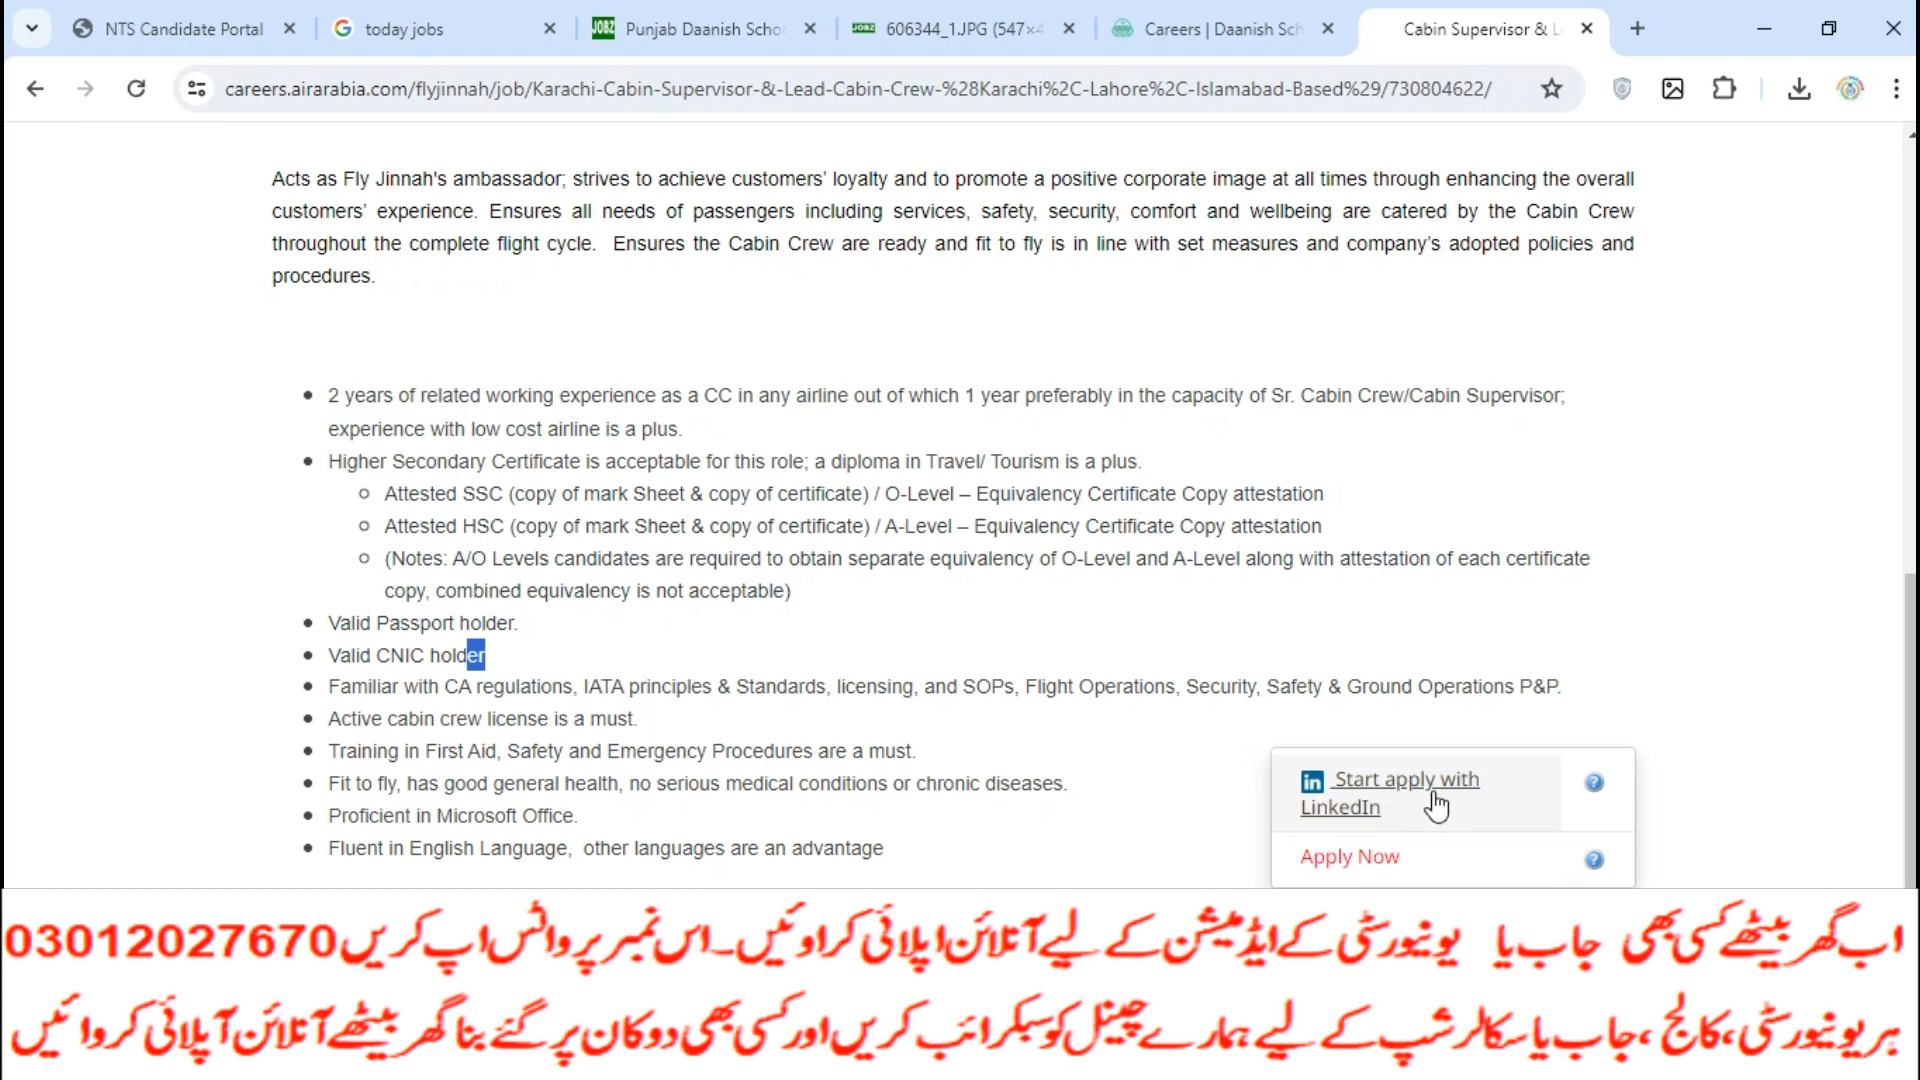 NTS Candidate Portal
today jobs
Punjab Daanish Scho
606344_1.JPG (547×4
Careers | Daanish Sch
Cabin Supervisor & L
careers.airarabia.com/flyjinnah/job/Karachi-Cabin-Supervisor-&-Lead-Cabin-Crew-%28Karachi%2C-Lahore%2C-Islamabad-Based%29/730804622/
Acts as Fly Jinnah's ambassador; strives to achieve customers’ loyalty and to promote a positive corporate image at all times through enhancing the overall
customers’ experience. Ensures all needs of passengers including services, safety, security, comfort and wellbeing are catered by the Cabin Crew
throughout the complete flight cycle. Ensures the Cabin Crew are ready and fit to fly is in line with set measures and company’s adopted policies and
procedures.
2 years of related working experience as a CC in any airline out of which 1 year preferably in the capacity of Sr. Cabin Crew/Cabin Supervisor;
experience with low cost airline is a plus.
Higher Secondary Certificate is acceptable for this role; a diploma in Travel/ Tourism is a plus.
Attested SSC (copy of mark Sheet & copy of certificate) / O-Level – Equivalency Certificate Copy attestation
Attested HSC (copy of mark Sheet & copy of certificate) / A-Level – Equivalency Certificate Copy attestation
(Notes: A/O Levels candidates are required to obtain separate equivalency of O-Level and A-Level along with attestation of each certificate
copy, combined equivalency is not acceptable)
Valid Passport holder.
Valid CNIC holder
Familiar with CA regulations, IATA principles & Standards, licensing, and SOPs, Flight Operations, Security, Safety & Ground Operations P&P.
Active cabin crew license is a must.
Training in First Aid, Safety and Emergency Procedures are a must.
Fit to fly, has good general health, no serious medical conditions or chronic diseases.
Proficient in Microsoft Office.
Fluent in English Language, other languages are an advantage
in Start apply with
LinkedIn
Apply Now
اب گھر بیٹھے کسی بھی جاب یا یونیورسٹی کے ایڈمیشن کے لیے آنلائن اپلائی کراوئیں۔اس نمبر پر واٹس اپ کریں 03012027670
ہر یونیورسٹی، کالج ،جاب یا سکالرشپ کے لیے ہمارے چینل کو سبکرائب کریں اور کسی بھی دوکان پر گئے بنا گھر بیٹھے آنلائن آپلائی کروائیں